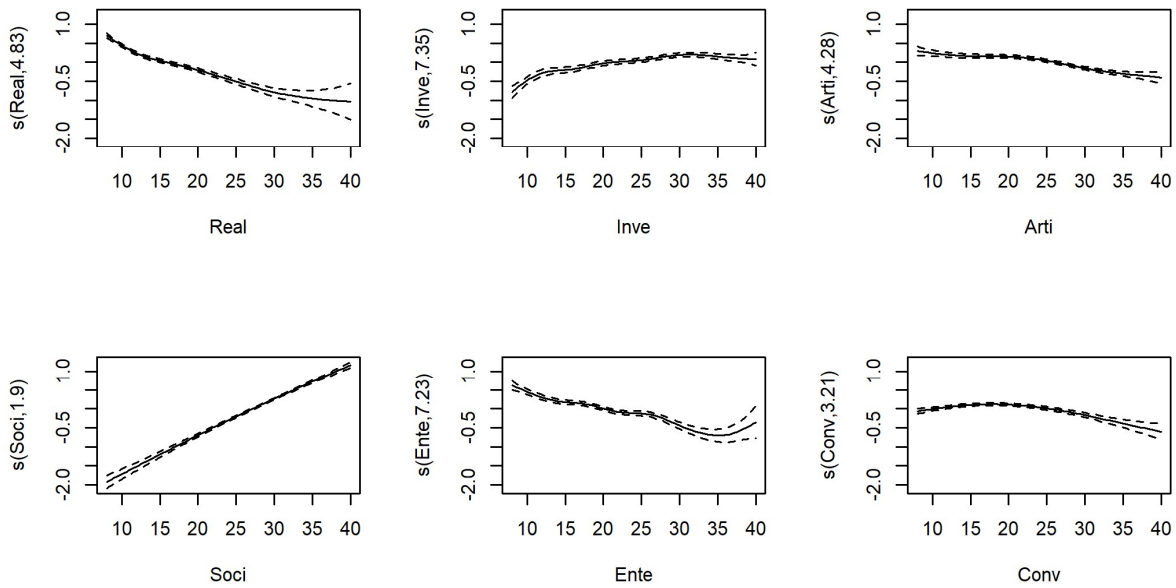 s(Real,4.83)
1.0
-0.5
-2.0
10 15 20 25 30 35 40
Real
s(Inve,7.35)
1.0
-0.5
-2.0
10 15 20 25 30 35 40
Inve
s(Arti,4.28)
1.0
-0.5
-2.0
10 15 20 25 30 35 40
Arti
s(Soci,1.9)
1.0
-0.5
-2.0
10 15 20 25 30 35 40
Soci
s(Ente,7.23)
1.0
-0.5
-2.0
10 15 20 25 30 35 40
Ente
s(Conv,3.21)
1.0
-0.5
-2.0
10 15 20 25 30 35 40
Conv